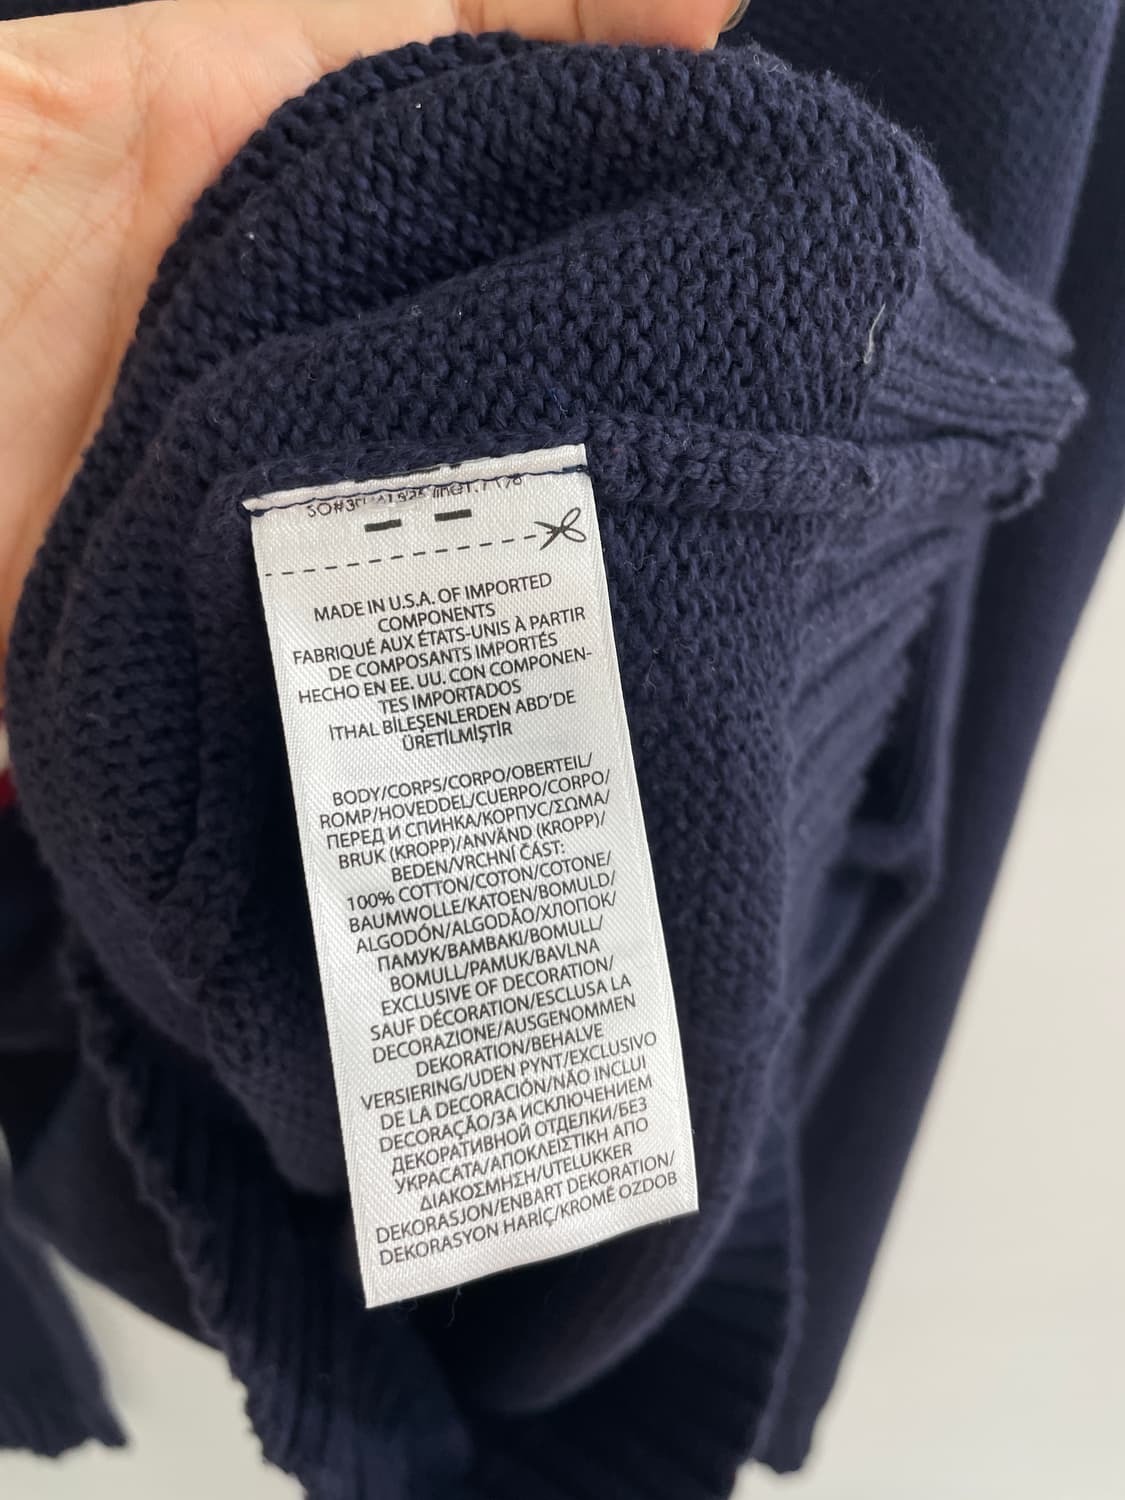 MADE IN U.S.A. OF IMPORTED
COMPONENTS
FABRIQUÉ AUX ÉTATS-UNIS À PARTIR
DE COMPOSANTS IMPORTÉS
HECHO EN EE. UU. CON COMPONEN-
TES IMPORTADOS
İTHAL BİLEŞENLERDEN ABD'DE
ÜRETİLMİŞTİR
BODY/CORPS/CORPO/OBERTEIL/
ROMP/HOVEDDEL/CUERPO/CORPO/
ПЕРЕД И СПИНКА/КОРПУС/ΣΩΜΑ/
BRUK (KROPP)/ANVÄND (KROPP)/
BEDEN/VRCHNÍ ČÁST:
100% COTTON/COTON/COTONE/
BAUMWOLLE/KATOEN/BOMULD/
ALGODÓN/ALGODÃO/ХЛОПОК/
ПАМУК/ΒΑΜΒΑΚΙ/BOMULL/
BOMULL/PAMUK/BAVLNA
EXCLUSIVE OF DECORATION/
SAUF DÉCORATION/ESCLUSA LA
DECORAZIONE/AUSGENOMMEN
DEKORATION/BEHALVE
VERSIERING/UDEN PYNT/EXCLUSIVO
DE LA DECORACIÓN/NÃO INCLUI
DECORAÇÃO/ЗА ИСКЛЮЧЕНИЕМ
ДЕКОРАТИВНОЙ ОТДЕЛКИ/БЕЗ
УКРАСАТА/ΑΠΟΚΛΕΙΣΤΙΚΗ ΑΠΟ
ΔΙΑΚΟΣΜΗΣΗ/UTELUKKER
DEKORASJON/ENBART DEKORATION/
DEKORASYON HARİÇ/KROMĚ OZDOB